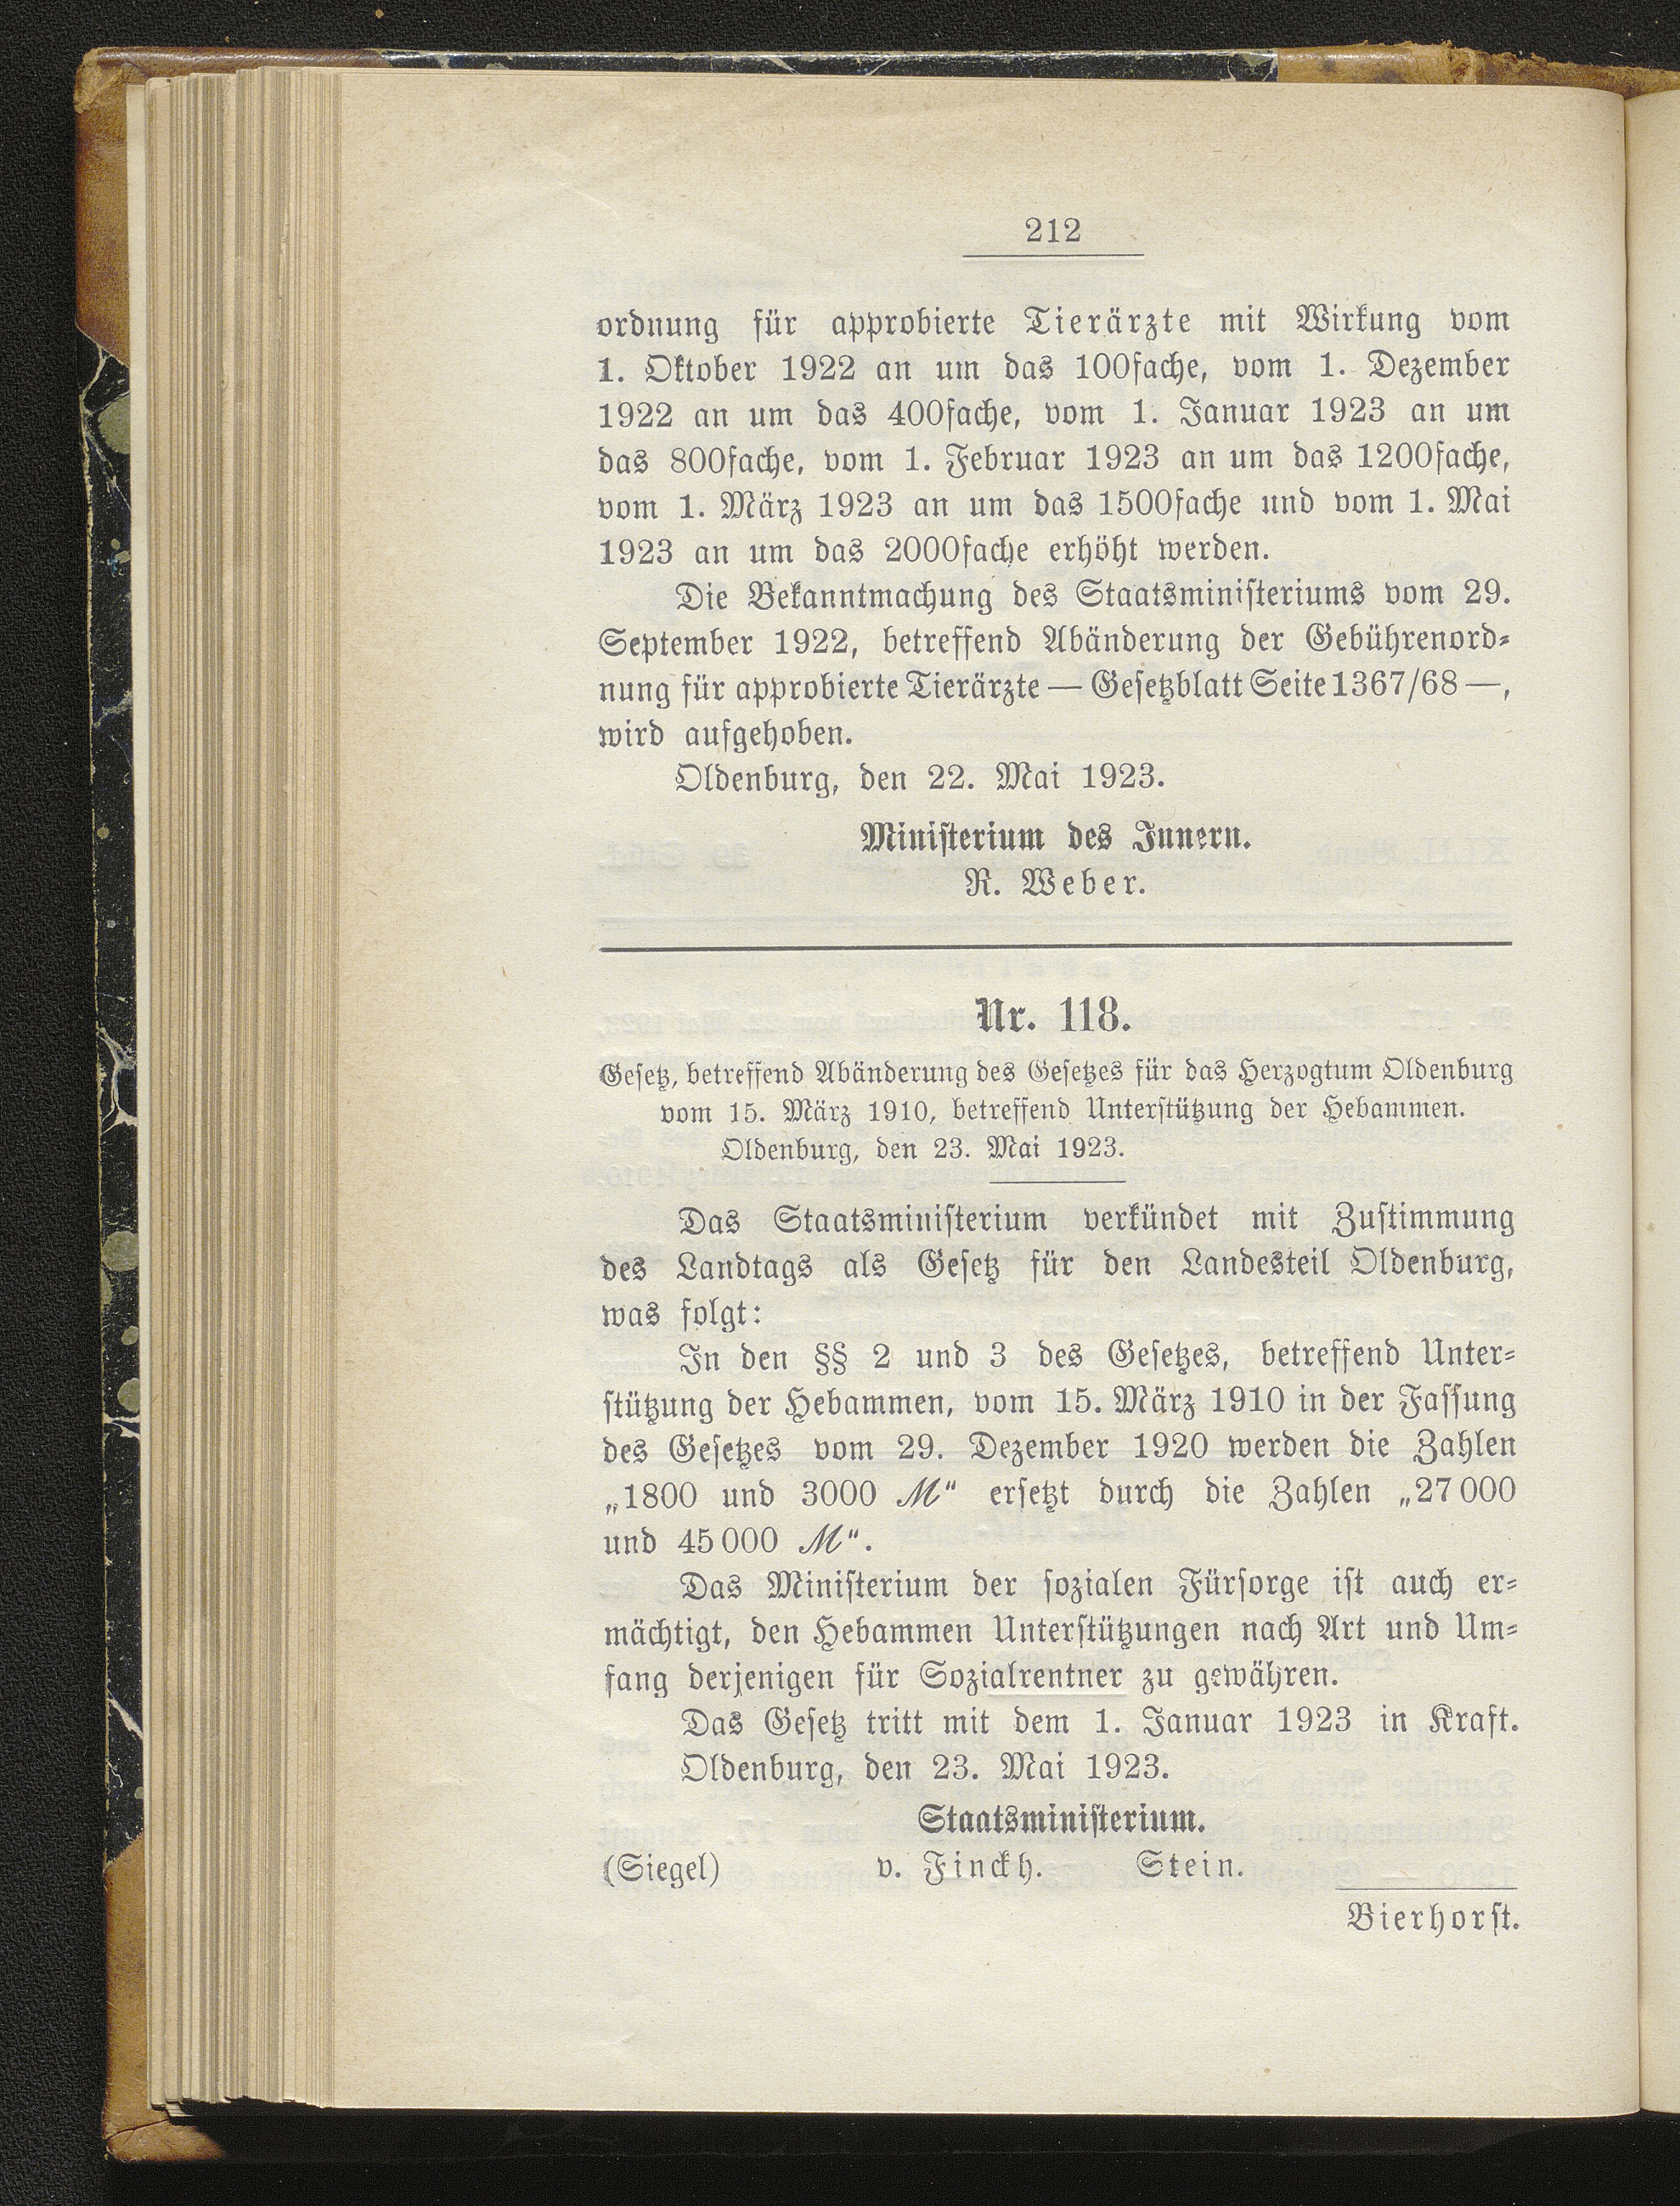 212
ordnung für approbierte Tierärzte mit Wirkung vom
1. Oktober 1922 an um das 100fache, vom 1. Dezember
1922 an um das 400fache, vom 1. Januar 1923 an um
das 800fache, vom 1. Februar 1923 an um das 1200fache,
vom 1. März 1923 an um das 1500fache und vom 1. Mai
1923 an um das 2000fache erhöht werden.
Die Bekanntmachung des Staatsministeriums vom 29.
September 1922, betreffend Abänderung der Gebührenord-
nung für approbierte Tierärzte — Gesetzblatt Seite 1367/68 —,
wird aufgehoben.
Oldenburg, den 22. Mai 1923.
Ministerium des Innern.
R. Weber.
Nr. 118.
Gesetz, betreffend Abänderung des Gesetzes für das Herzogtum Oldenburg
vom 15. März 1910, betreffend Unterstützung der Hebammen.
Oldenburg, den 23. Mai 1923.
Das Staatsministerium verkündet mit Zustimmung
des Landtags als Gesetz für den Landesteil Oldenburg,
was folgt:
In den §§ 2 und 3 des Gesetzes, betreffend Unter-
stützung der Hebammen, vom 15. März 1910 in der Fassung
des Gesetzes vom 29. Dezember 1920 werden die Zahlen
„1800 und 3000 ℳ“ ersetzt durch die Zahlen „27 000
und 45 000 ℳ“.
Das Ministerium der sozialen Fürsorge ist auch er-
mächtigt, den Hebammen Unterstützungen nach Art und Um-
fang derjenigen für Sozialrentner zu gewähren.
Das Gesetz tritt mit dem 1. Januar 1923 in Kraft.
Oldenburg, den 23. Mai 1923.
Staatsministerium.
(Siegel) v. Finckh. Stein.
Bierhorst.